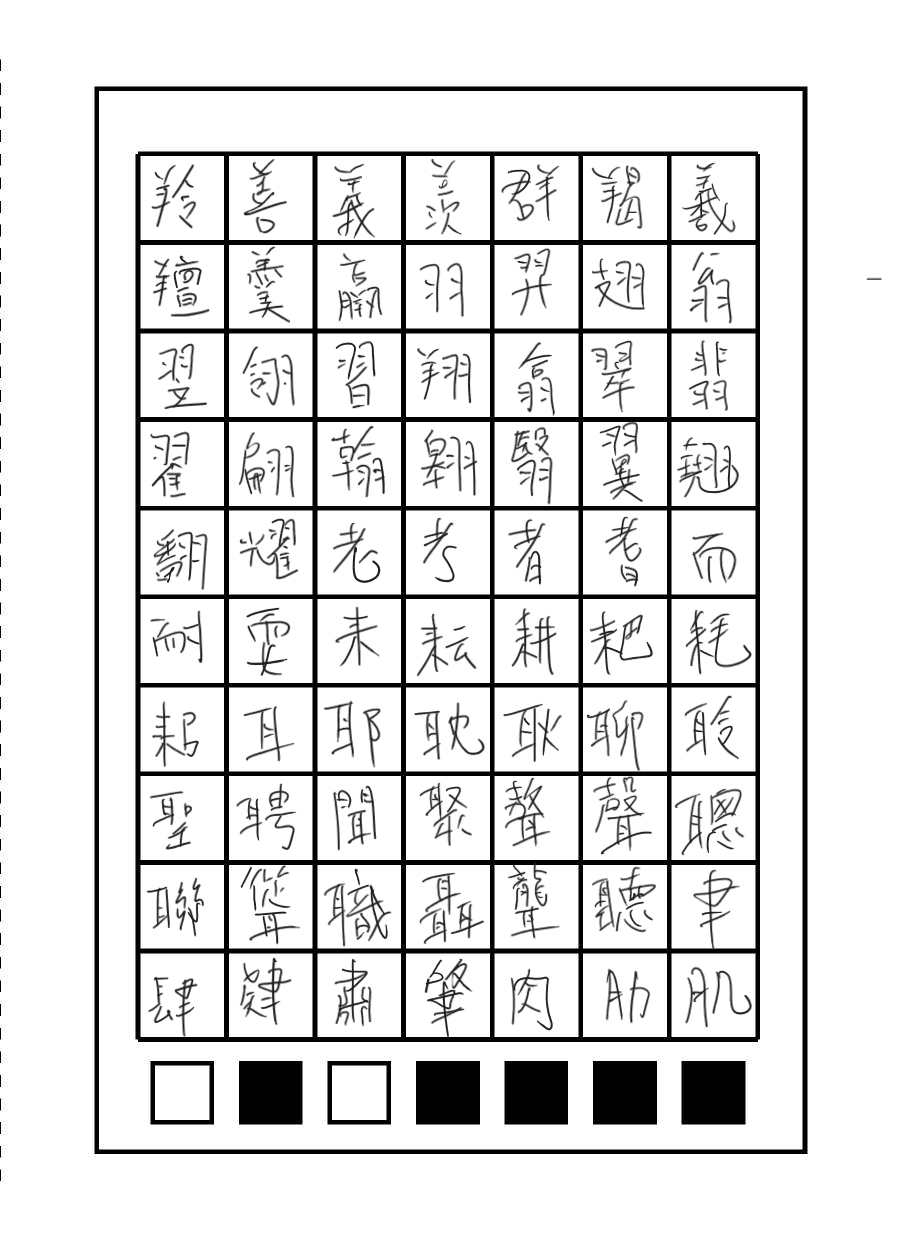 羚善義羨群羯羲
羶羹羸羽羿翅翁
翌翎習翔翕翠翡
翟翩翰翱翳翼翹
翻耀老考者耆而
耐耍耒耘耕耙耗
耜耳耶耽耿聊聆
聖聘聞聚聱聲聰
聯聳職聶聾聽聿
肆肄肅肇肉肋肌